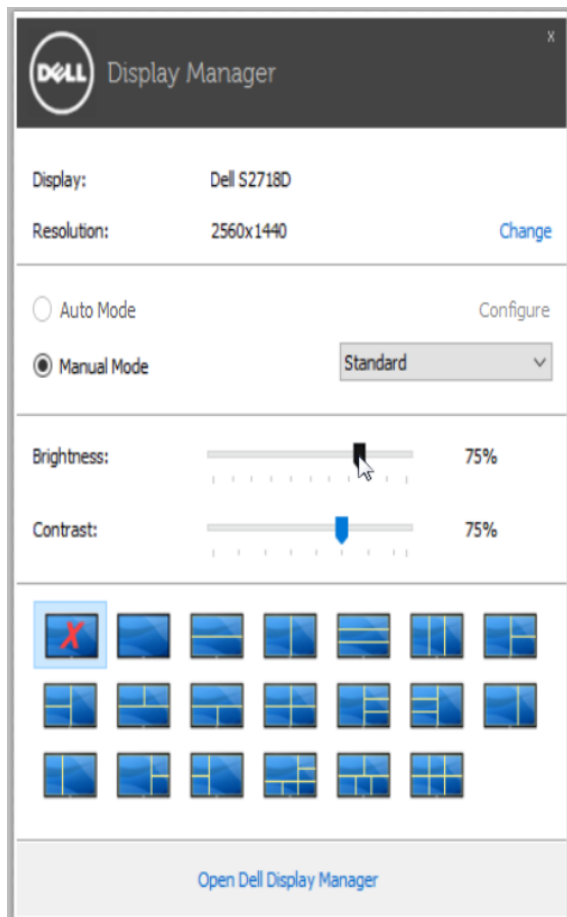 x
DELL Display Manager
Display: Dell S2718D
Resolution: 2560x1440 Change
Auto Mode Configure
Manual Mode Standard
Brightness: 75%
Contrast: 75%
X
Open Dell Display Manager